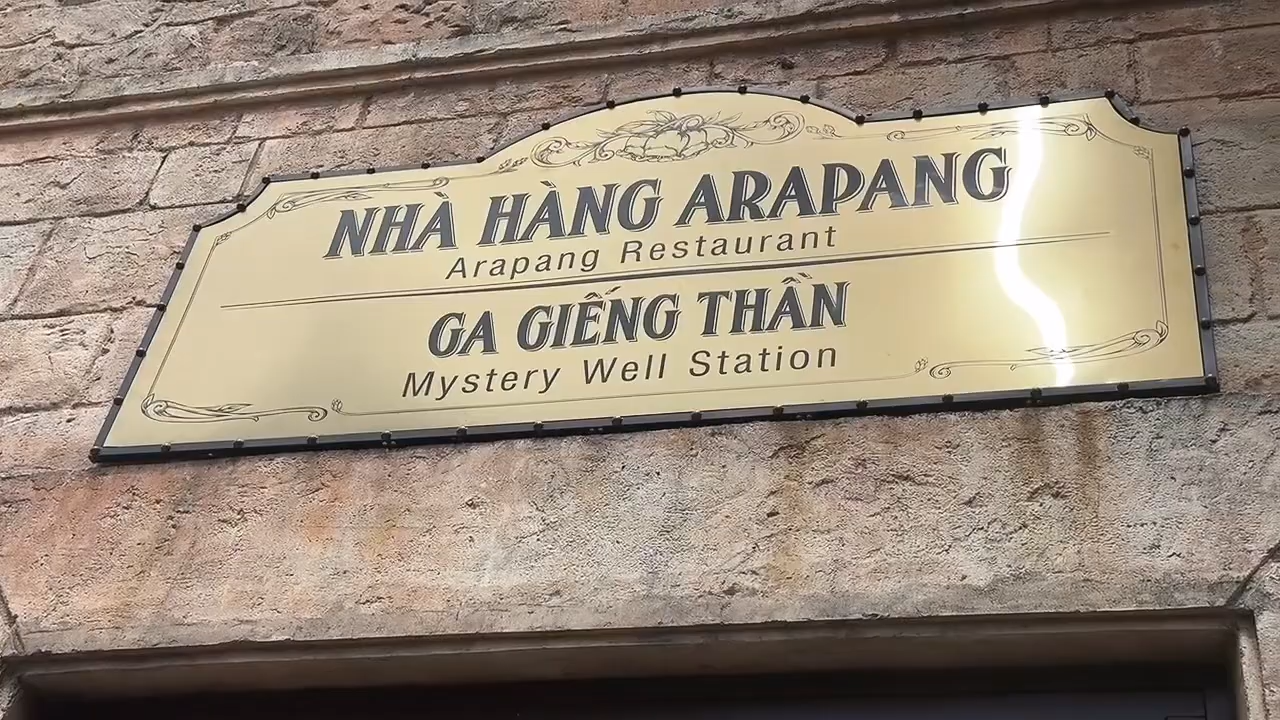 NHÀ HÀNG ARAPANG
Arapang Restaurant
GA GIẾNG THẦN
Mystery Well Station